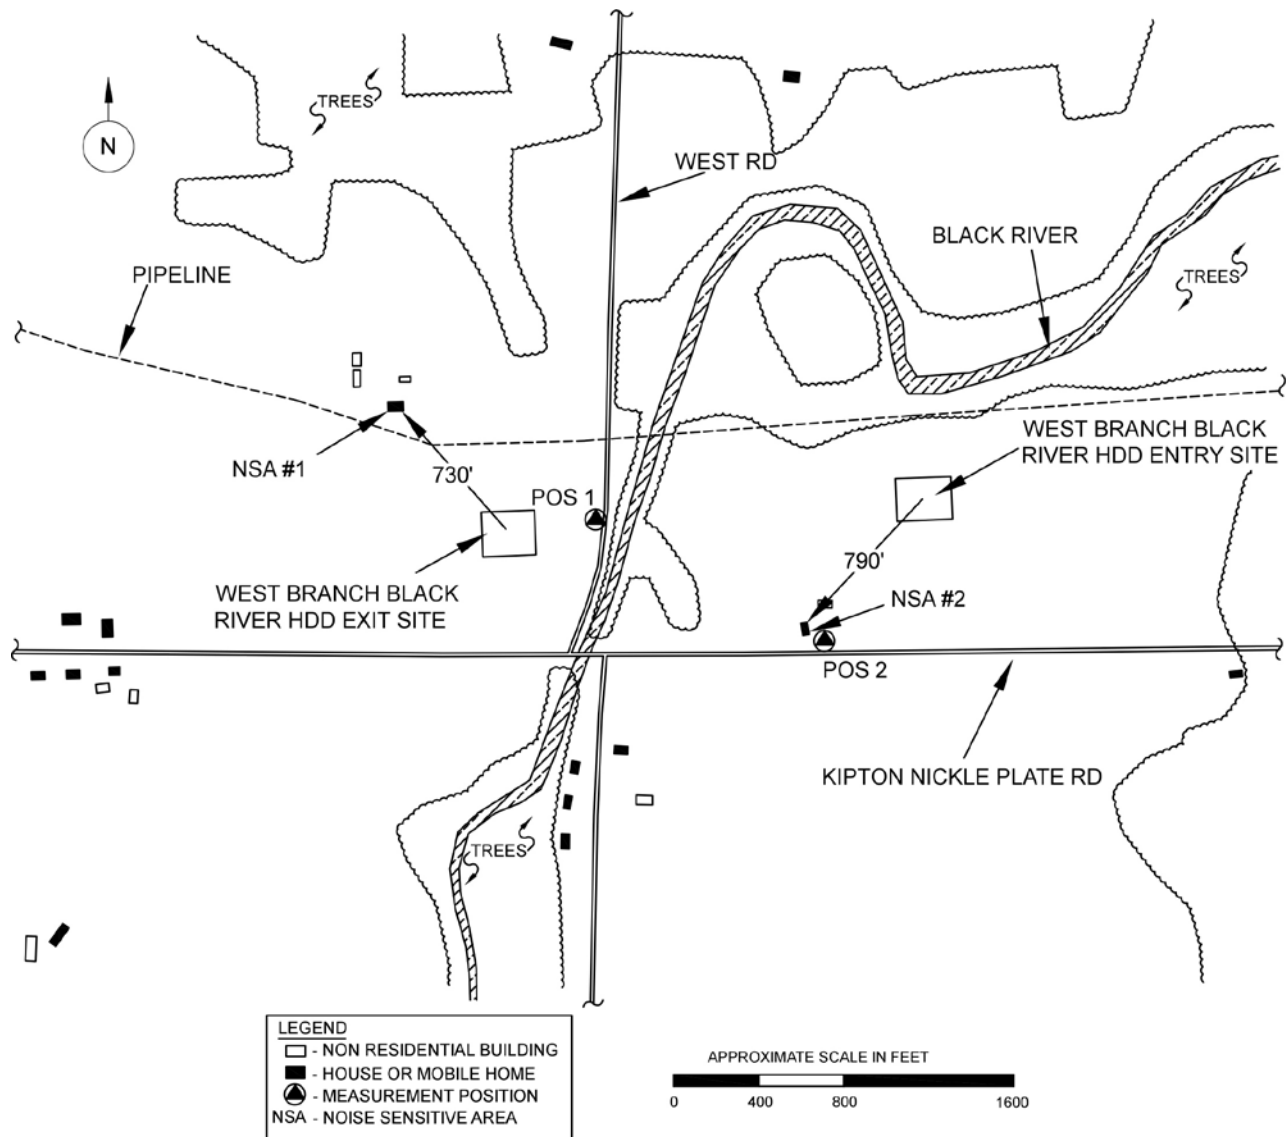 TREES
N
WEST RD
BLACK RIVER
TREES
PIPELINE
NSA #1
730'
POS 1
WEST BRANCH BLACK
RIVER HDD ENTRY SITE
WEST BRANCH BLACK
RIVER HDD EXIT SITE
790'
NSA #2
POS 2
KIPTON NICKLE PLATE RD
TREES
LEGEND
- NON RESIDENTIAL BUILDING
- HOUSE OR MOBILE HOME
- MEASUREMENT POSITION
NSA - NOISE SENSITIVE AREA
APPROXIMATE SCALE IN FEET
0 400 800 1600